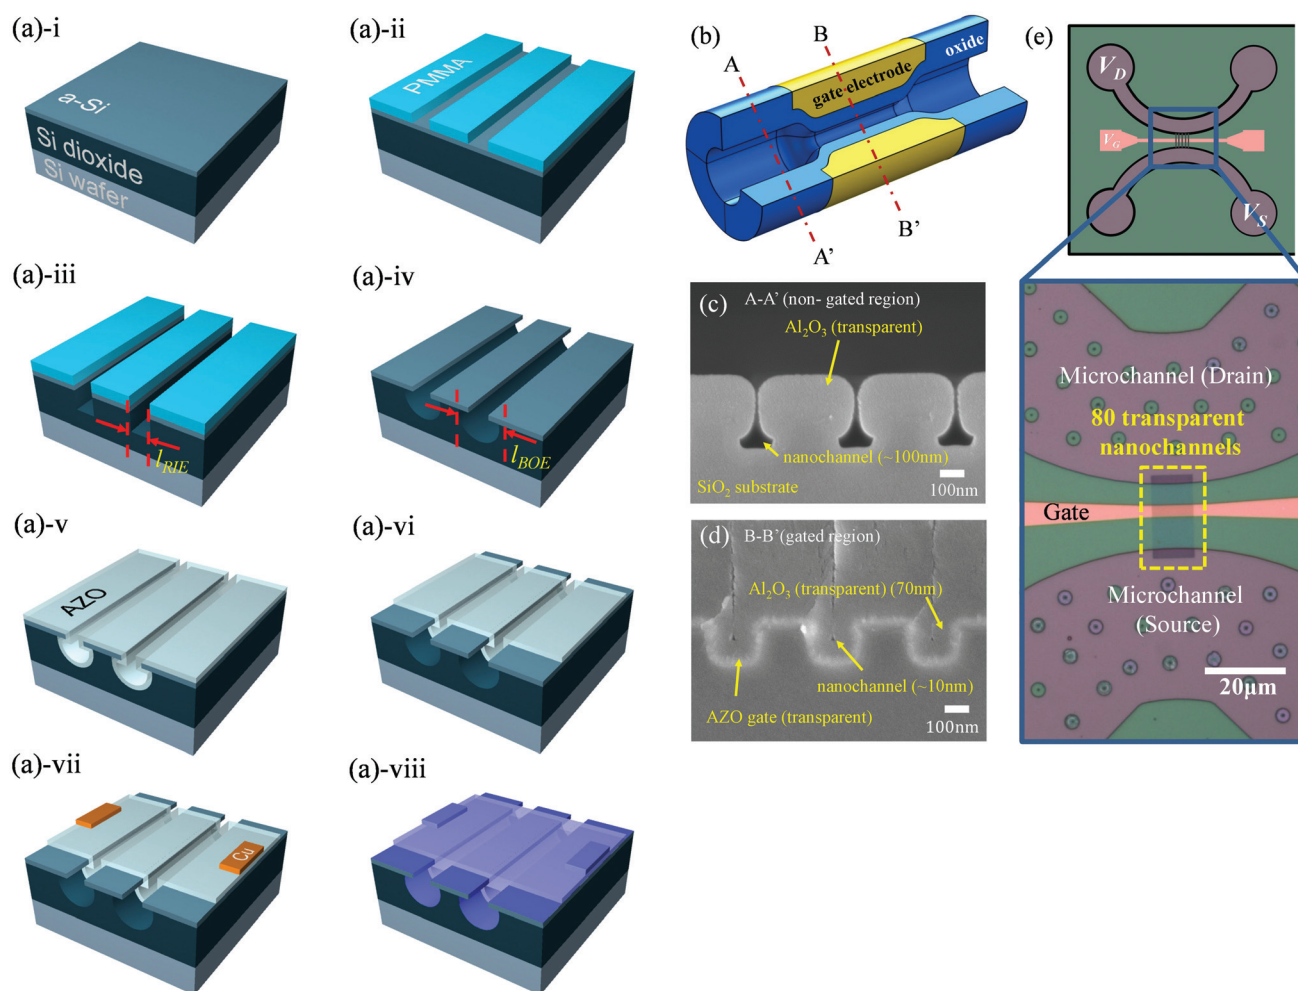 (a)-i
a-Si
Si dioxide
Si wafer
(a)-ii
PMMA
(a)-iii
l_RIE
(a)-iv
l_BOE
(a)-v
AZO
(a)-vi
(a)-vii
Cu
(a)-viii
(b)
A
B
gate electrode
oxide
A'
B'
(c)
A-A' (non- gated region)
Al₂O₃ (transparent)
nanochannel (~100nm)
SiO₂ substrate
100nm
(d)
B-B'(gated region)
Al₂O₃ (transparent) (70nm)
nanochannel (~10nm)
AZO gate (transparent)
100nm
(e)
V_D
V_G
V_S
Microchannel (Drain)
80 transparent
nanochannels
Gate
Microchannel
(Source)
20μm